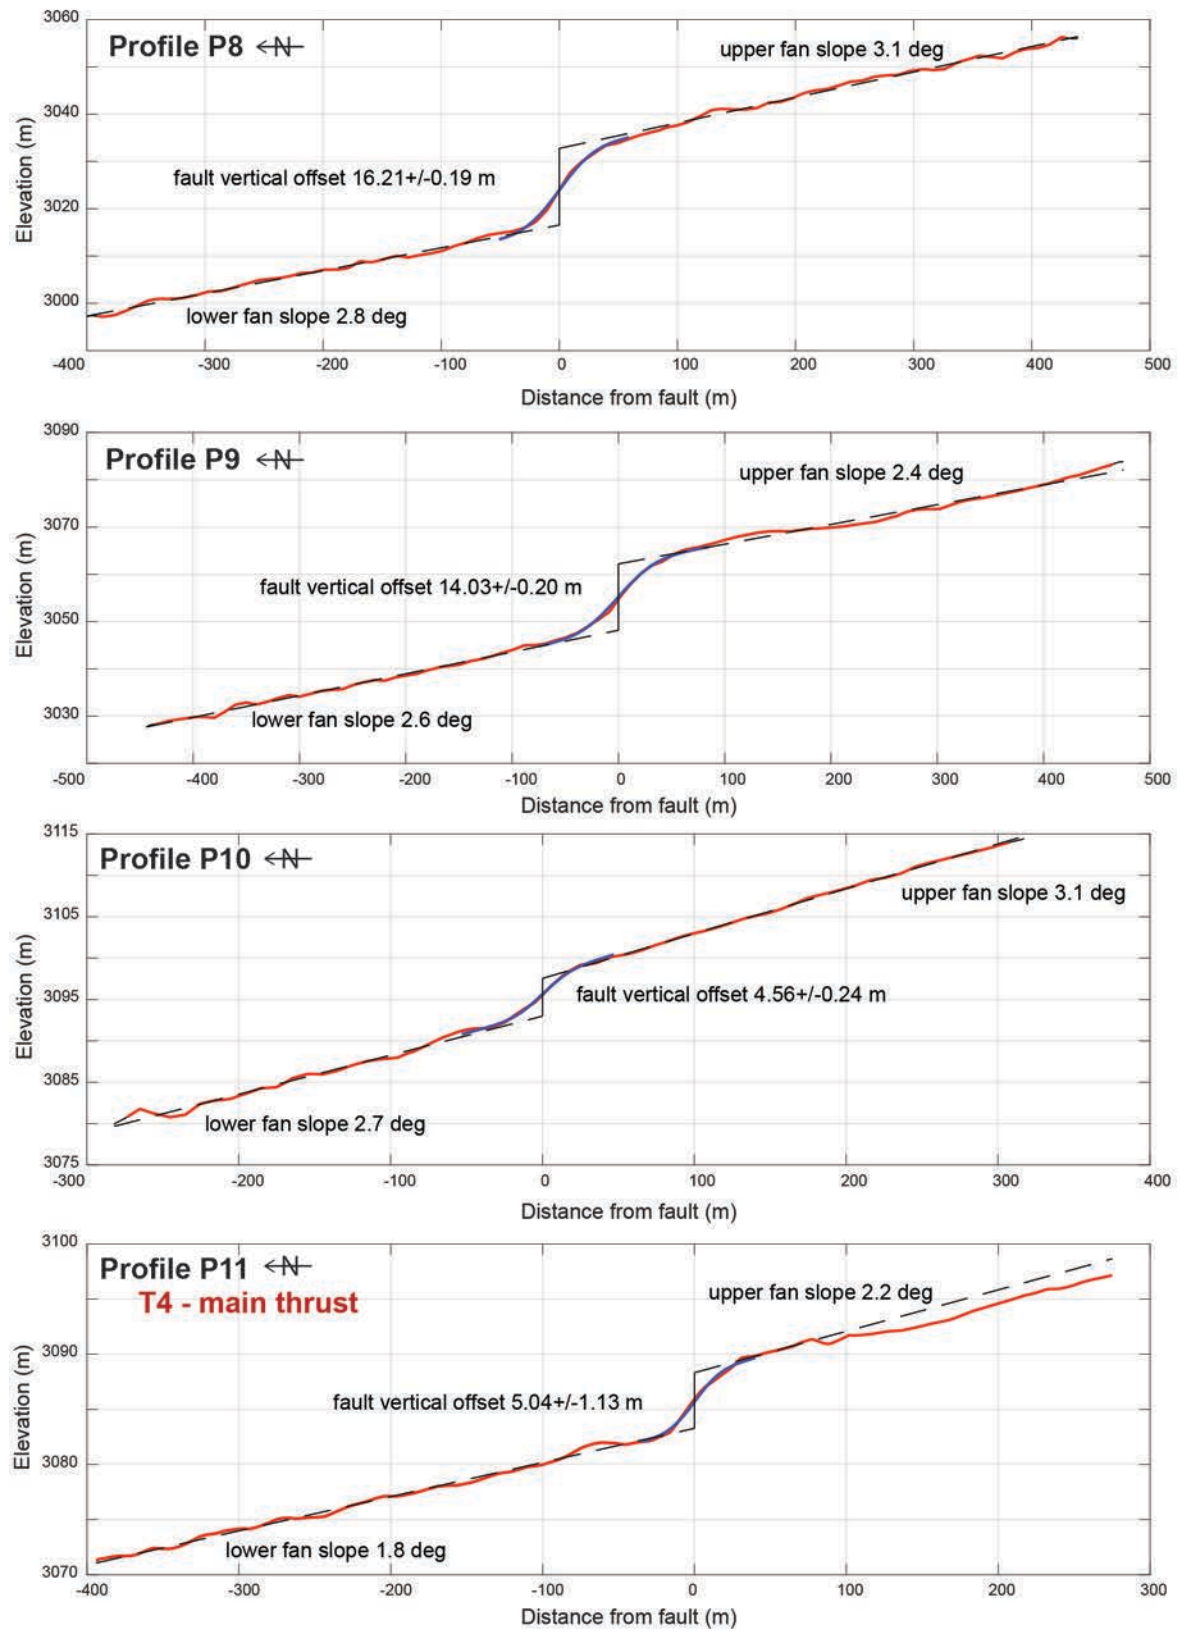 Profile P8 N
upper fan slope 3.1 deg
fault vertical offset 16.21+/-0.19 m
lower fan slope 2.8 deg
Elevation (m)
3060
3040
3020
3000
-400 -300 -200 -100 0 100 200 300 400 500
Distance from fault (m)
Profile P9 N
upper fan slope 2.4 deg
fault vertical offset 14.03+/-0.20 m
lower fan slope 2.6 deg
Elevation (m)
3090
3070
3050
3030
-500 -400 -300 -200 -100 0 100 200 300 400 500
Distance from fault (m)
Profile P10 N
upper fan slope 3.1 deg
fault vertical offset 4.56+/-0.24 m
lower fan slope 2.7 deg
Elevation (m)
3115
3105
3095
3085
3075
-300 -200 -100 0 100 200 300 400
Distance from fault (m)
Profile P11 N
T4 - main thrust
upper fan slope 2.2 deg
fault vertical offset 5.04+/-1.13 m
lower fan slope 1.8 deg
Elevation (m)
3100
3090
3080
3070
-400 -300 -200 -100 0 100 200 300
Distance from fault (m)